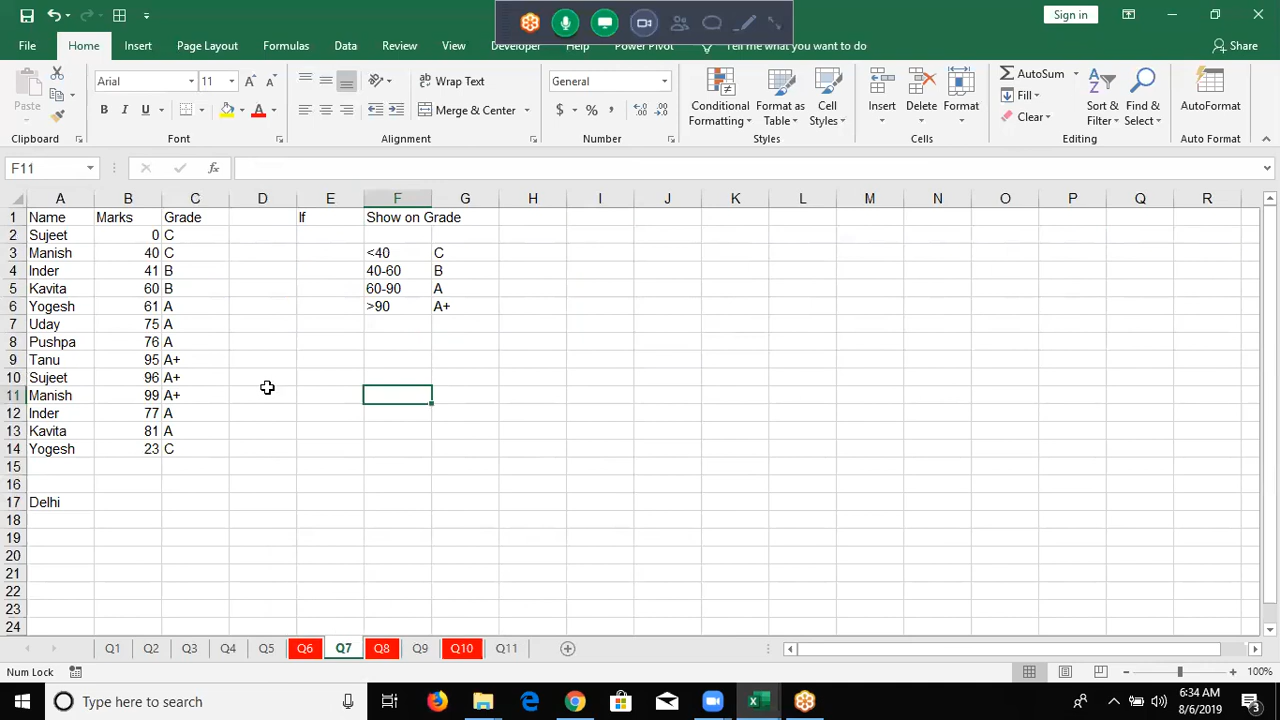 Sign in
File Home Insert Page Layout Formulas Data Review View Developer Help Power Pivot Tell me what you want to do Share
Paste Arial 11 Wrap Text General Conditional Formatting Format as Table Cell Styles Insert Delete Format AutoSum Fill Clear Sort & Filter Find & Select AutoFormat
B I U A Merge & Center $ % ,
Clipboard Font Alignment Number Styles Cells Editing Auto Format
F11 fx
A B C D E F G H I J K L M N O P Q R
1 Name Marks Grade If Show on Grade
2 Sujeet 0 C
3 Manish 40 C <40 C
4 Inder 41 B 40-60 B
5 Kavita 60 B 60-90 A
6 Yogesh 61 A >90 A+
7 Uday 75 A
8 Pushpa 76 A
9 Tanu 95 A+
10 Sujeet 96 A+
11 Manish 99 A+
12 Inder 77 A
13 Kavita 81 A
14 Yogesh 23 C
15
16
17 Delhi
18
19
20
21
22
23
24
Q1 Q2 Q3 Q4 Q5 Q6 Q7 Q8 Q9 Q10 Q11
Num Lock 100%
Type here to search
6:34 AM
8/6/2019
3